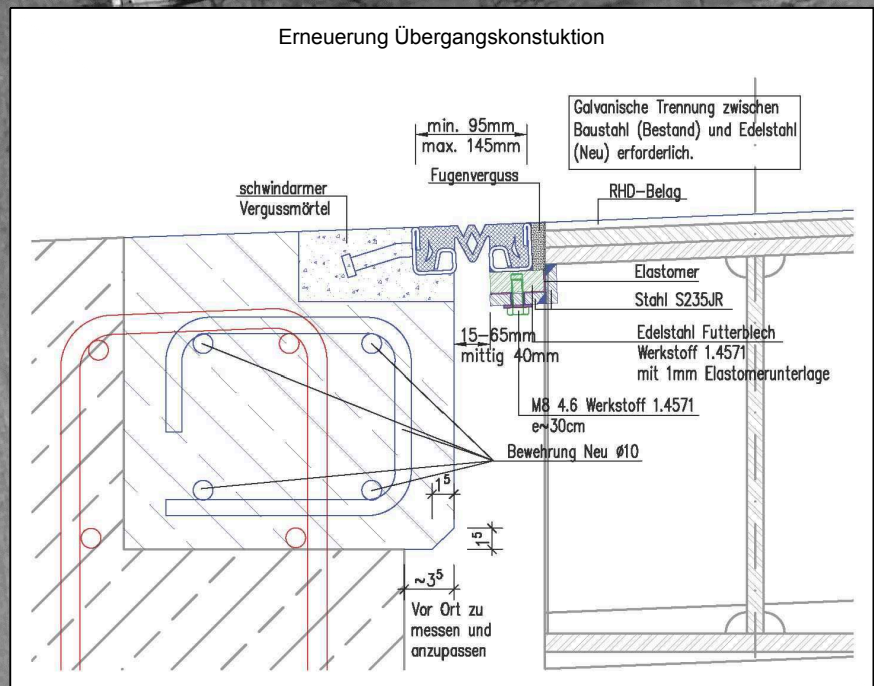 Erneuerung Übergangskonstuktion
Galvanische Trennung zwischen
Baustahl (Bestand) und Edelstahl
(Neu) erforderlich.
min. 95mm
max. 145mm
Fugenverguss
RHD-Belag
schwindarmer
Vergussmörtel
Elastomer
Stahl S235JR
15-65mm
mittig 40mm
Edelstahl Futterblech
Werkstoff 1.4571
mit 1mm Elastomerunterlage
M8 4.6 Werkstoff 1.4571
e~30cm
Bewehrung Neu ø10
1⁵
1⁵
~3⁵
Vor Ort zu
messen und
anzupassen